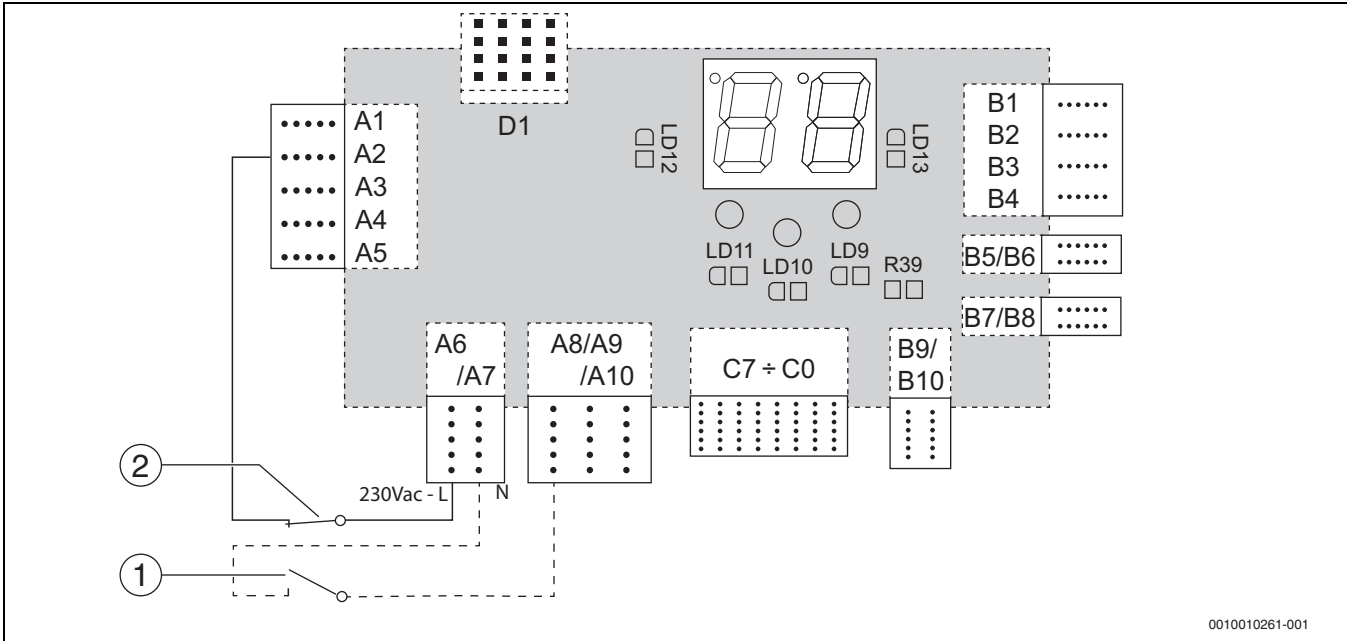 D1
A1
A2
A3
A4
A5
LD12
LD13
B1
B2
B3
B4
LD11
LD10
LD9
R39
B5/B6
B7/B8
A6
/A7
A8/A9
/A10
C7 ÷ C0
B9/
B10
2
230Vac - L
N
1
0010010261-001